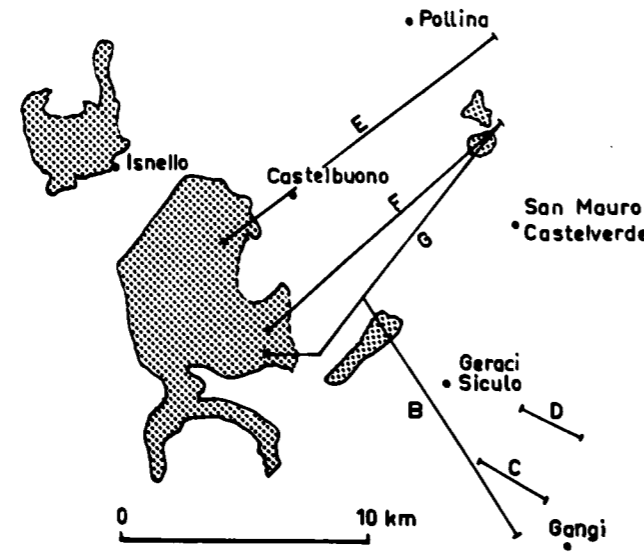 Pollina
E
Isnello
Castelbuono
F
San Mauro
Castelverde
G
Geraci
Siculo
B
D
C
0
10 km
Gangi